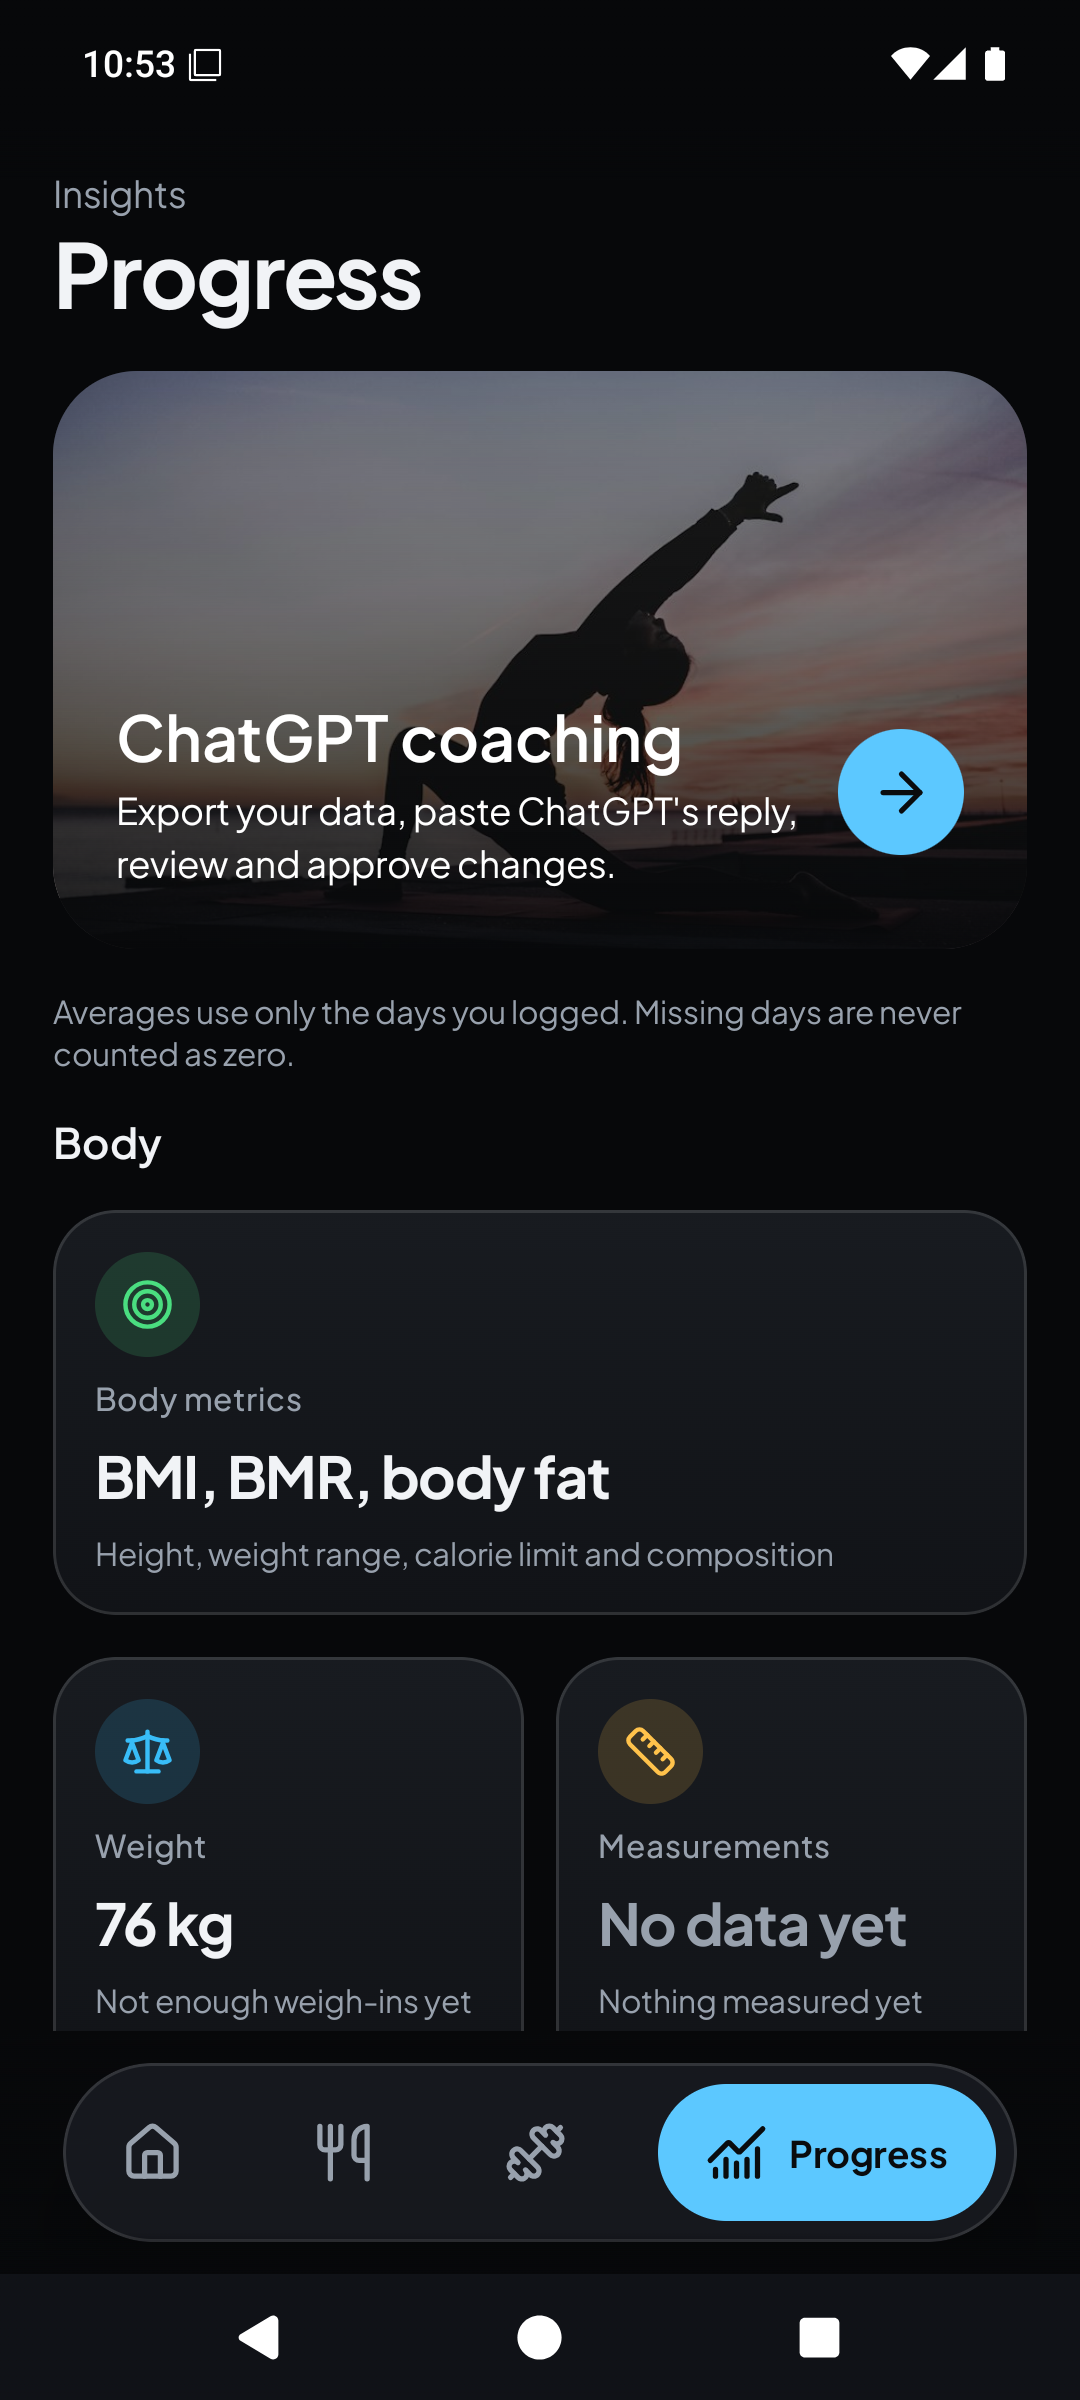 10:53
Insights
Progress
ChatGPT coaching
Export your data, paste ChatGPT's reply,
review and approve changes.
Averages use only the days you logged. Missing days are never
counted as zero.
Body
Body metrics
BMI, BMR, body fat
Height, weight range, calorie limit and composition
Weight
76 kg
Not enough weigh-ins yet
Measurements
No data yet
Nothing measured yet
Progress